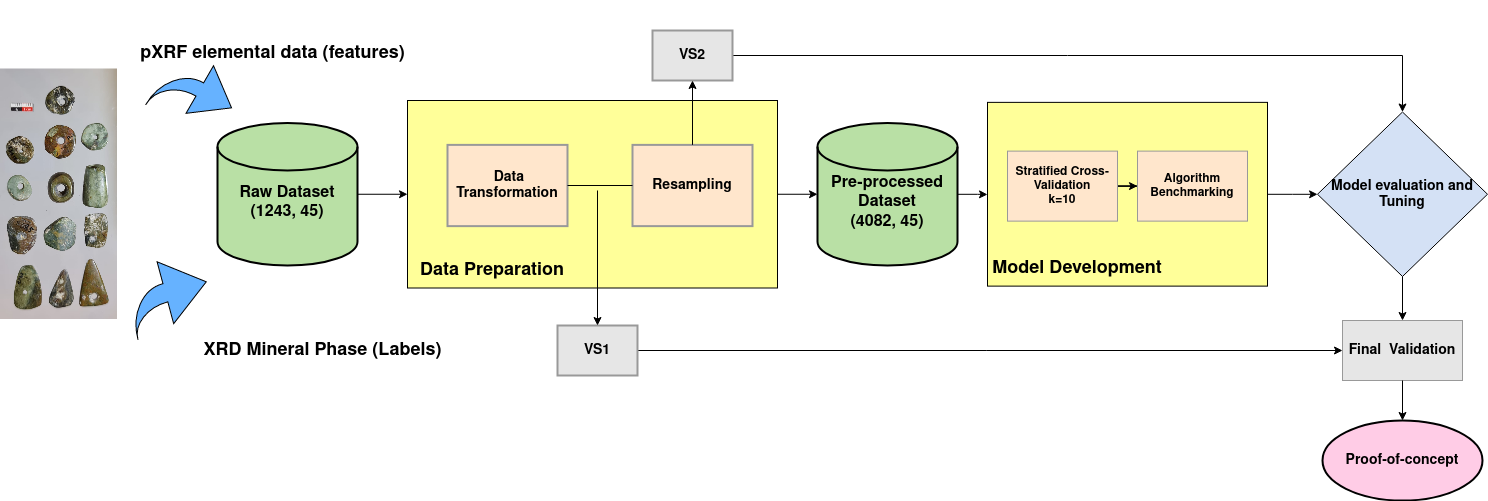 pXRF elemental data (features)
VS2
Raw Dataset
(1243, 45)
Data
Transformation
Resampling
Data Preparation
Pre-processed
Dataset
(4082, 45)
Stratified Cross-
Validation
k=10
Algorithm
Benchmarking
Model Development
Model evaluation and
Tuning
XRD Mineral Phase (Labels)
VS1
Final Validation
Proof-of-concept